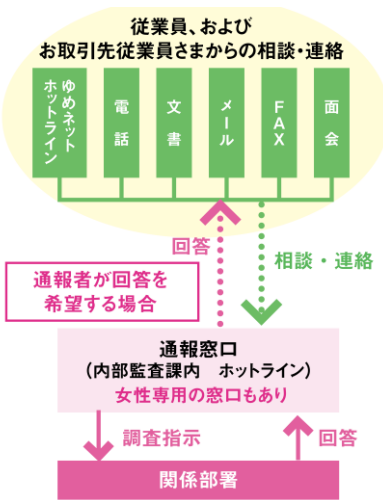 従業員、および
お取引先従業員さまからの相談・連絡
ゆめネット
ホットライン
電話
文書
メール
FAX
面会
回答
相談・連絡
通報者が回答を
希望する場合
通報窓口
（内部監査課内　ホットライン）
女性専用の窓口もあり
調査指示
回答
関係部署